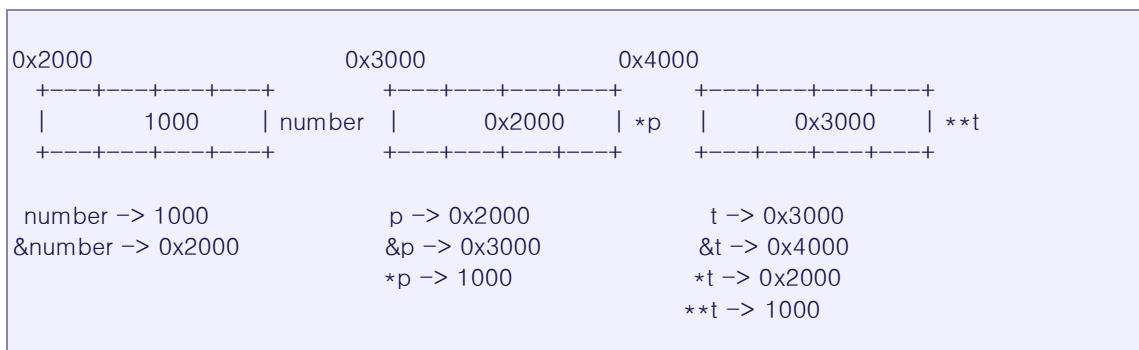 0x2000 0x3000 0x4000
+---+---+---+---+ +---+---+---+---+ +---+---+---+---+
| 1000 | number | 0x2000 | *p | 0x3000 | **t
+---+---+---+---+ +---+---+---+---+ +---+---+---+---+
number -> 1000 p -> 0x2000 t -> 0x3000
&number -> 0x2000 &p -> 0x3000 &t -> 0x4000
*p -> 1000 *t -> 0x2000
**t -> 1000